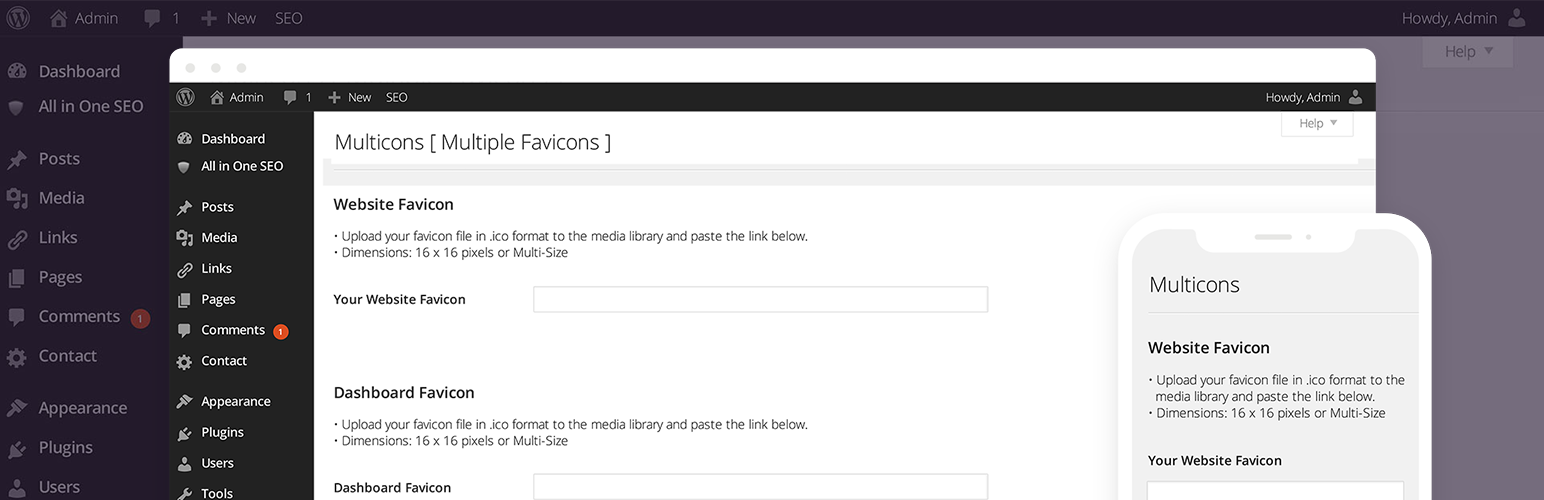 Admin 1 New SEO Howdy, Admin
Help
Dashboard
All in One SEO
Posts
Media
Links
Pages
Comments 1
Contact
Appearance
Plugins
Users
Admin 1 New SEO Howdy, Admin
Help
Dashboard
All in One SEO
Posts
Media
Links
Pages
Comments 1
Contact
Appearance
Plugins
Users
Tools
Multicons [ Multiple Favicons ]
Website Favicon
• Upload your favicon file in .ico format to the media library and paste the link below.
• Dimensions: 16 x 16 pixels or Multi-Size
Your Website Favicon
Dashboard Favicon
• Upload your favicon file in .ico format to the media library and paste the link below.
• Dimensions: 16 x 16 pixels or Multi-Size
Dashboard Favicon
Multicons
Website Favicon
• Upload your favicon file in .ico format to the
media library and paste the link below.
• Dimensions: 16 x 16 pixels or Multi-Size
Your Website Favicon